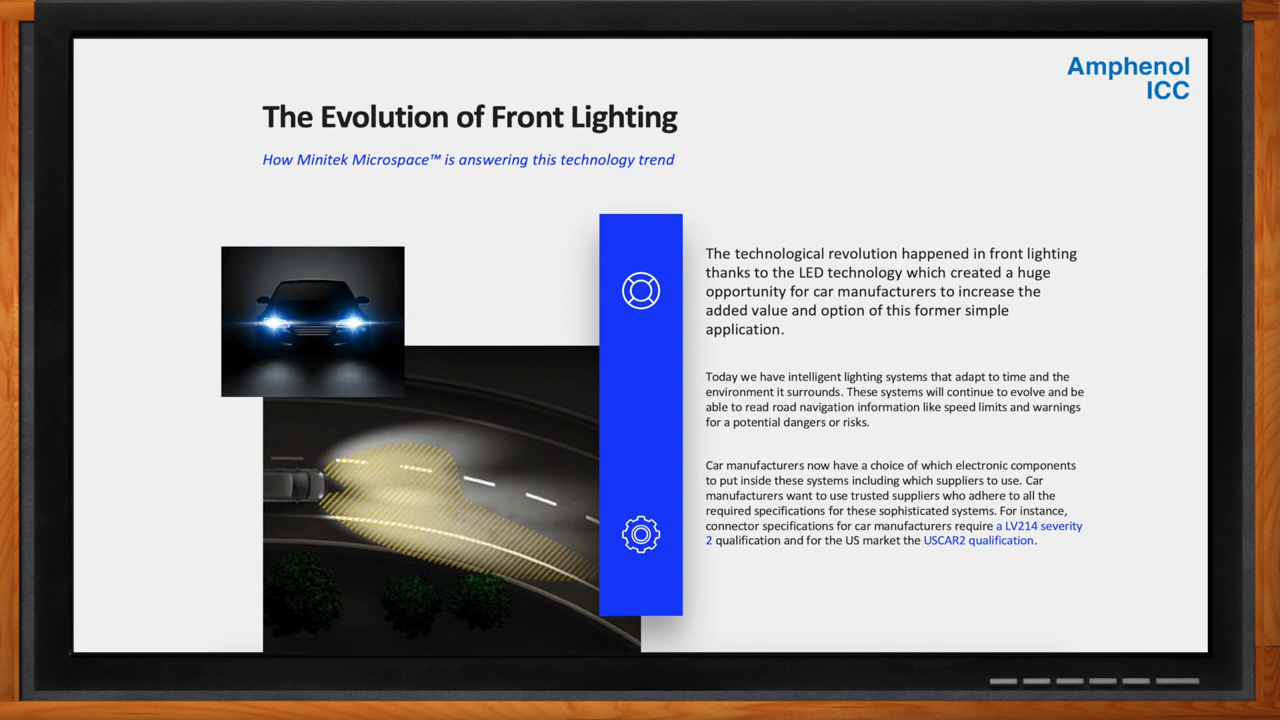 Amphenol
ICC
The Evolution of Front Lighting
How Minitek Microspace™ is answering this technology trend
The technological revolution happened in front lighting
thanks to the LED technology which created a huge
opportunity for car manufacturers to increase the
added value and option of this former simple
application.
Today we have intelligent lighting systems that adapt to time and the
environment it surrounds. These systems will continue to evolve and be
able to read road navigation information like speed limits and warnings
for a potential dangers or risks.
Car manufacturers now have a choice of which electronic components
to put inside these systems including which suppliers to use. Car
manufacturers want to use trusted suppliers who adhere to all the
required specifications for these sophisticated systems. For instance,
connector specifications for car manufacturers require a LV214 severity
2 qualification and for the US market the USCAR2 qualification.